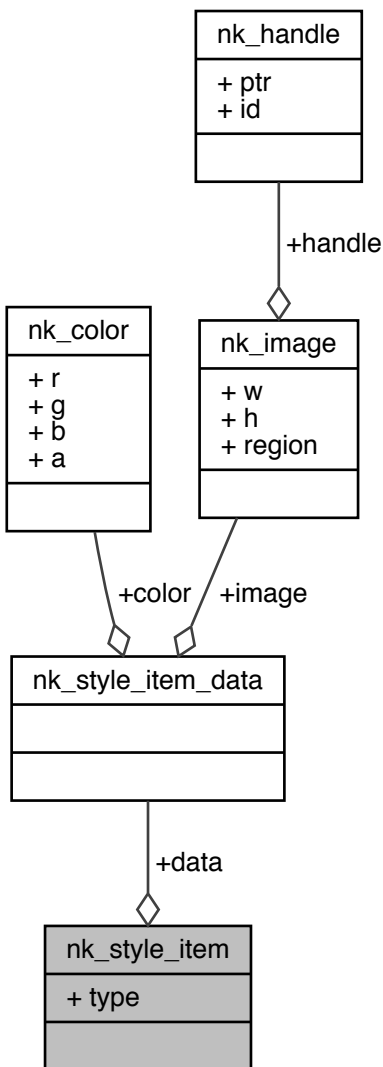 nk_handle
+ ptr
+ id
+handle
nk_color
+ r
+ g
+ b
+ a
nk_image
+ w
+ h
+ region
+color
+image
nk_style_item_data
+data
nk_style_item
+ type